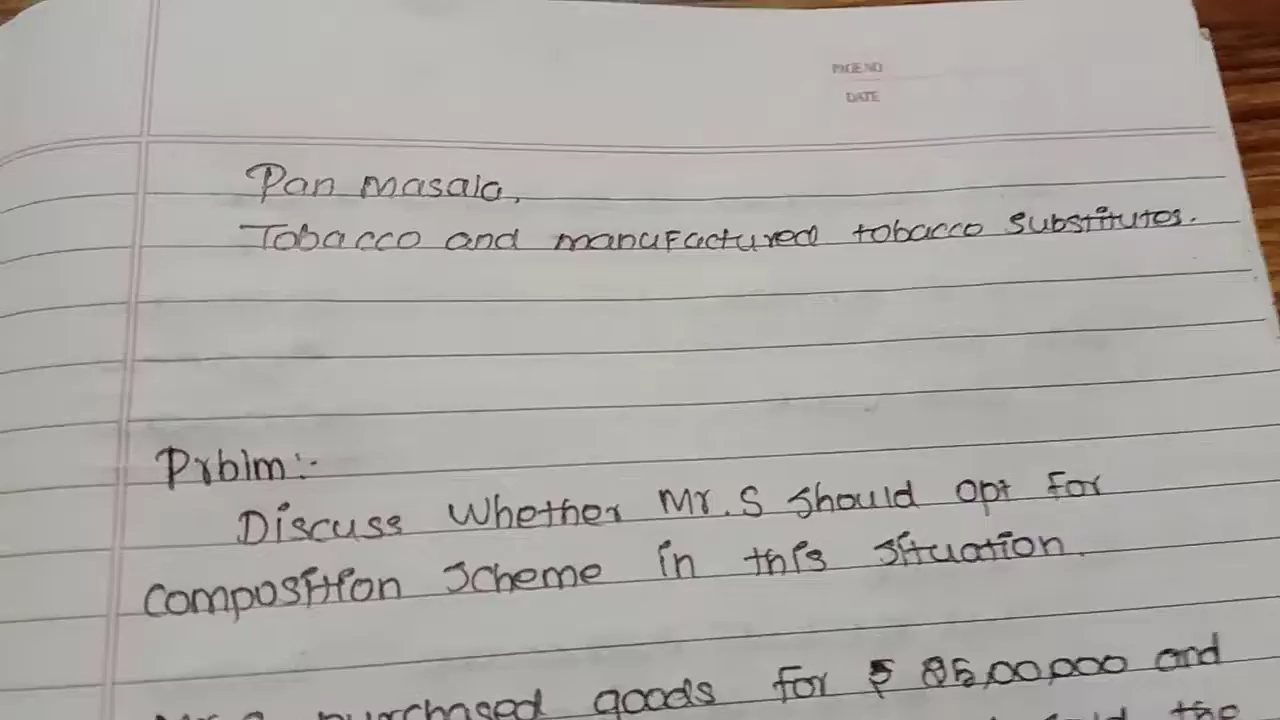 PAGE NO
DATE
Pan masala,
Tobacco and manufactured tobacco substitutes.
Prblm:-
Discuss whether Mr.S should opt for
composition scheme in this situation.
purchased goods for ₹ 85,00,000 and
the